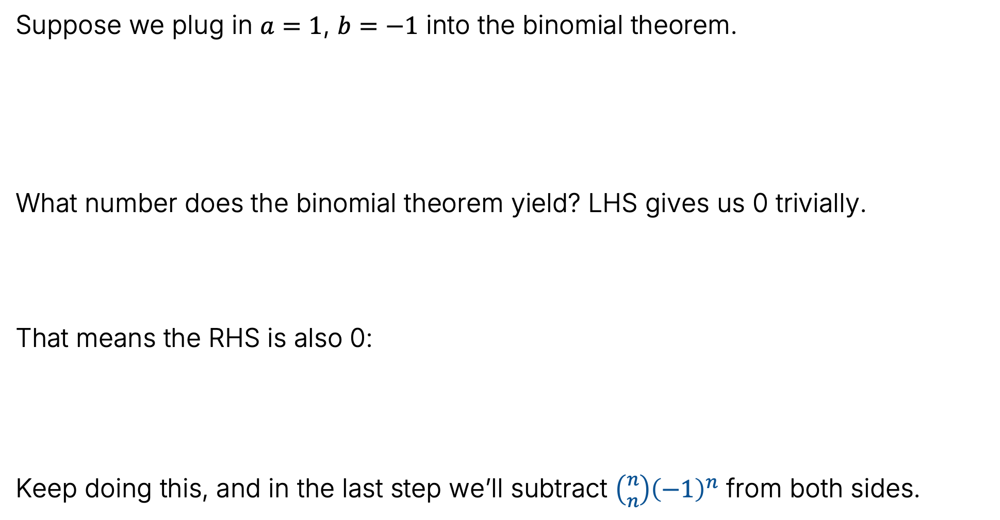 Suppose we plug in 𝑎 = 1, 𝑏 = −1 into the binomial theorem.
What number does the binomial theorem yield? LHS gives us 0 trivially.
That means the RHS is also 0:
Keep doing this, and in the last step we’ll subtract $\binom{n}{n}(-1)^n$ from both sides.